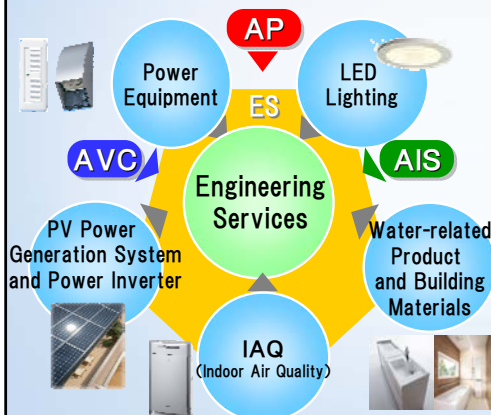 AP
Power
Equipment
LED
Lighting
ES
AVC
AIS
Engineering
Services
PV Power
Generation System
and Power Inverter
Water-related
Product
and Building
Materials
IAQ
(Indoor Air Quality)